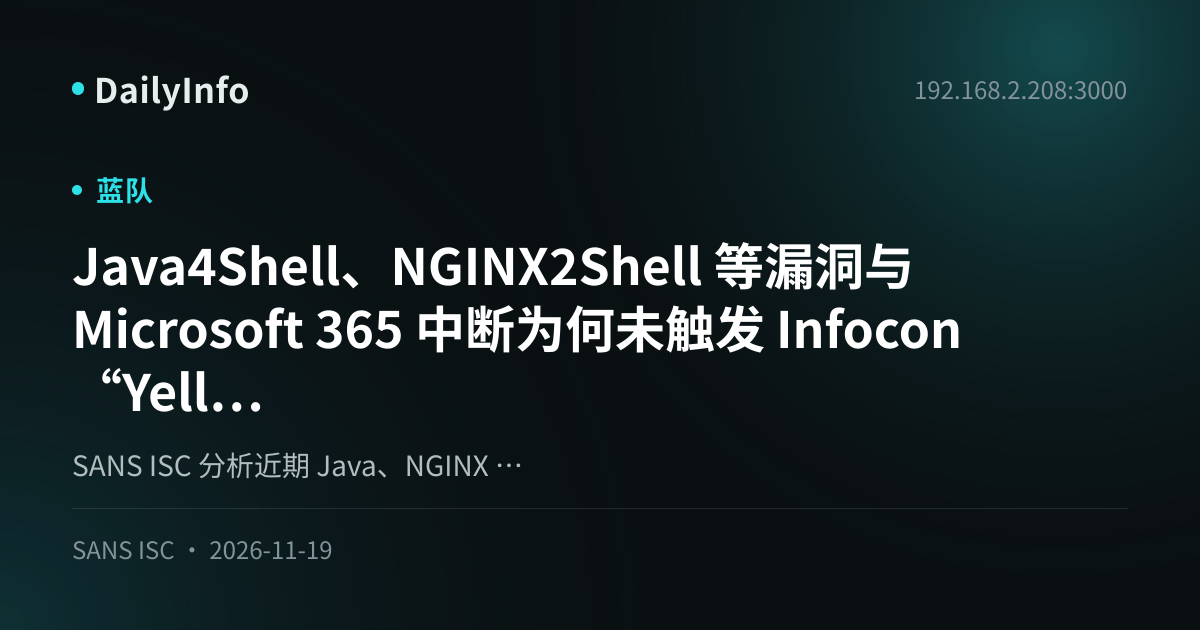 DailyInfo
192.168.2.208:3000
蓝队
Java4Shell、NGINX2Shell 等漏洞与
Microsoft 365 中断为何未触发 Infocon
“Yell…
SANS ISC 分析近期 Java、NGINX …
SANS ISC · 2026-11-19